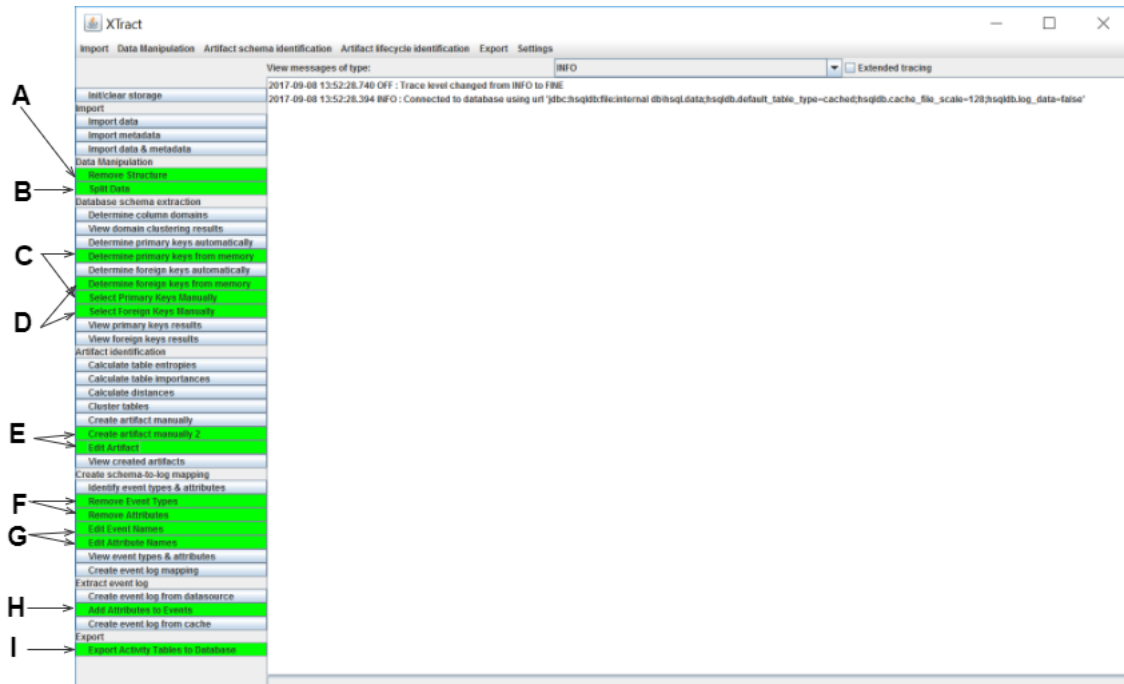 XTract
Import Data Manipulation Artifact schema identification Artifact lifecycle identification Export Settings
View messages of type: INFO Extended tracing
2017-09-08 13:52:28.740 OFF : Trace level changed from INFO to FINE
2017-09-08 13:52:28.394 INFO : Connected to database using url 'jdbc:hsqldb:file:internal db\hsql.data;hsqldb.default_table_type=cached;hsqldb.cache_file_scale=128;hsqldb.log_data=false'
Init/clear storage
Import
Import data
Import metadata
Import data & metadata
Data Manipulation
A Remove Structure
B Split Data
Database schema extraction
Determine column domains
View domain clustering results
Determine primary keys automatically
C Determine primary keys from memory
Determine foreign keys automatically
Determine foreign keys from memory
Select Primary Keys Manually
D Select Foreign Keys Manually
View primary keys results
View foreign keys results
Artifact identification
Calculate table entropies
Calculate table importances
Calculate distances
Cluster tables
Create artifact manually
E Create artifact manually 2
Edit Artifact
View created artifacts
Create schema-to-log mapping
Identify event types & attributes
F Remove Event Types
Remove Attributes
G Edit Event Names
Edit Attribute Names
View event types & attributes
Create event log mapping
Extract event log
Create event log from datasource
H Add Attributes to Events
Create event log from cache
Export
I Export Activity Tables to Database